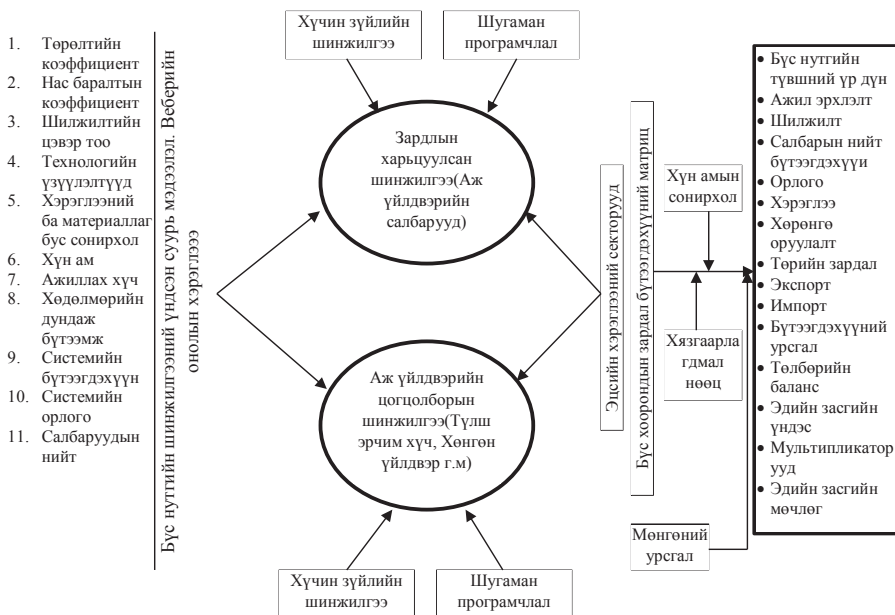 1. Төрөлтийн
коэффициент
2. Нас баралтын
коэффициент
3. Шилжилтийн
цэвэр тоо
4. Технологийн
үзүүлэлтүүд
5. Хэрэглээний
ба материаллаг
бус сонирхол
6. Хүн ам
7. Ажиллах хүч
8. Хөдөлмөрийн
дундаж
бүтээмж
9. Системийн
бүтээгдэхүүн
10. Системийн
орлого
11. Салбаруудын
нийт
Бүс нутгийн шинжилгээний үндсэн суурь мэдээлэл. Веберийн
онолын хэрэглээ
Хүчин зүйлийн
шинжилгээ
Шугаман
програмчлал
Зардлын
харьцуулсан
шинжилгээ(Аж
үйлдвэрийн
салбарууд)
Аж үйлдвэрийн
цогцолборын
шинжилгээ(Түлш
эрчим хүч, Хөнгөн
үйлдвэр г.м)
Хүчин зүйлийн
шинжилгээ
Шугаман
програмчлал
Эцсийн хэрэглээний секторууд
Бүс хоорондын зардал бүтээгдэхүүний матриц
Хүн амын
сонирхол
Хязгаарла
гдмал
нөөц
Мөнгөний
урсгал
• Бүс нутгийн
түвшний үр дүн
• Ажил эрхлэлт
• Шилжилт
• Салбарын нийт
бүтээгдэхүүи
• Орлого
• Хэрэглээ
• Хөрөнгө
оруулалт
• Төрийн зардал
• Экспорт
• Импорт
• Бүтээгдэхүүний
урсгал
• Төлбөрийн
баланс
• Эдийн засгийн
үндэс
• Мультипликатор
ууд
• Эдийн засгийн
мөчлөг